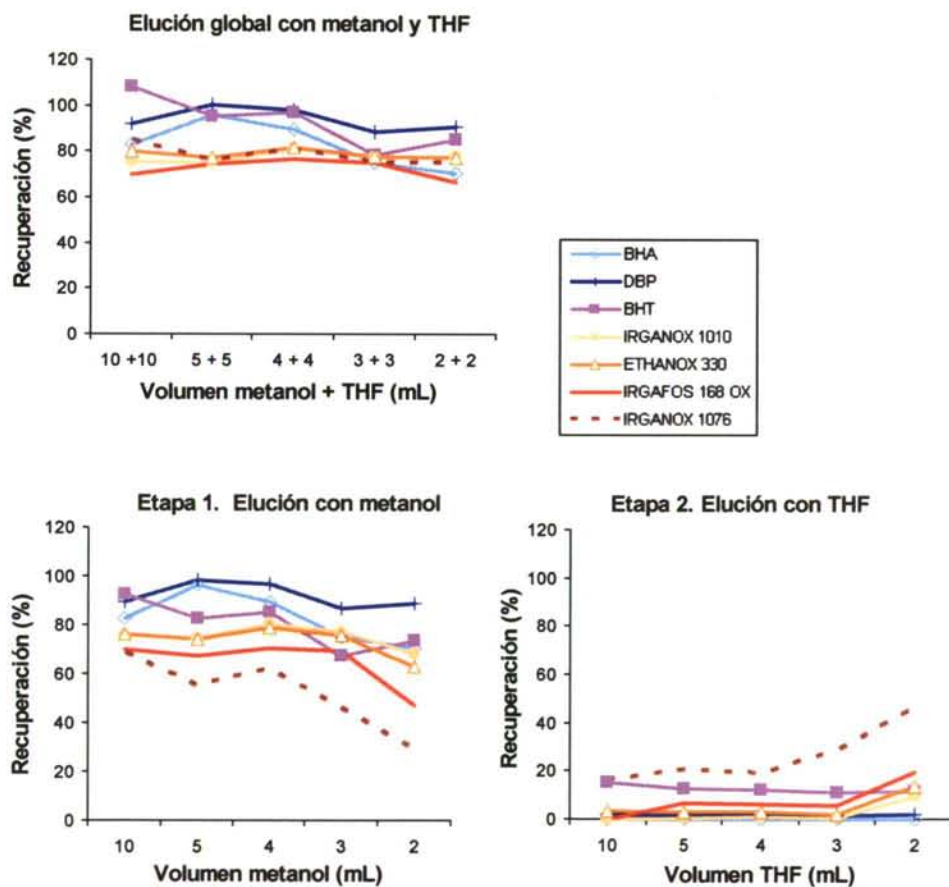 Elución global con metanol y THF
120
100
80
60
40
20
0
Recuperación (%)
10 +10 5 + 5 4 + 4 3 + 3 2 + 2
Volumen metanol + THF (mL)
BHA
DBP
BHT
IRGANOX 1010
ETHANOX 330
IRGAFOS 168 OX
IRGANOX 1076
Etapa 1. Elución con metanol
120
100
80
60
40
20
0
Recuperación (%)
10 5 4 3 2
Volumen metanol (mL)
Etapa 2. Elución con THF
120
100
80
60
40
20
0
Recuperación (%)
10 5 4 3 2
Volumen THF (mL)